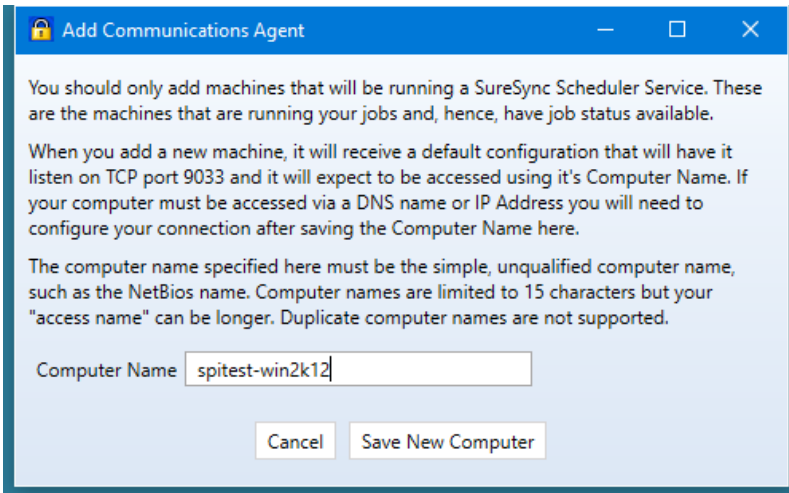 Add Communications Agent
You should only add machines that will be running a SureSync Scheduler Service. These
are the machines that are running your jobs and, hence, have job status available.
When you add a new machine, it will receive a default configuration that will have it
listen on TCP port 9033 and it will expect to be accessed using it's Computer Name. If
your computer must be accessed via a DNS name or IP Address you will need to
configure your connection after saving the Computer Name here.
The computer name specified here must be the simple, unqualified computer name,
such as the NetBios name. Computer names are limited to 15 characters but your
"access name" can be longer. Duplicate computer names are not supported.
Computer Name spitest-win2k12
Cancel Save New Computer